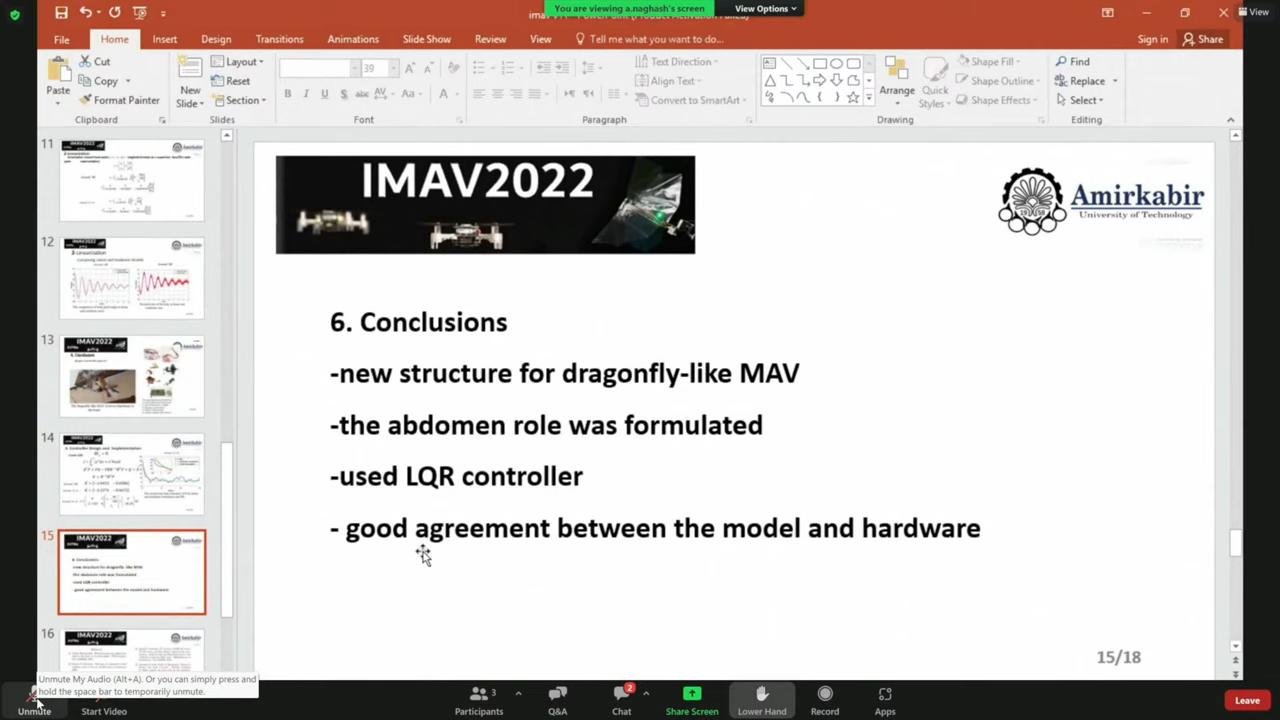 You are viewing a.naghash's screen
View Options
View
File
Home
Insert
Design
Transitions
Animations
Slide Show
Review
View
Tell me what you want to do...
Sign in
Share
Paste
Cut
Copy
Format Painter
Clipboard
New
Slide
Layout
Reset
Section
Slides
39
Font
Text Direction
Align Text
Convert to SmartArt
Paragraph
Arrange
Quick
Styles
Shape Fill
Shape Outline
Shape Effects
Drawing
Find
Replace
Select
Editing
11
12
13
14
15
16
IMAV2022
Amirkabir
University of Technology
6. Conclusions
-new structure for dragonfly-like MAV
-the abdomen role was formulated
-used LQR controller
- good agreement between the model and hardware
15/18
Unmute My Audio (Alt+A). Or you can simply press and
hold the space bar to temporarily unmute.
Unmute
Start Video
3
Participants
Q&A
2
Chat
Share Screen
Lower Hand
Record
Apps
Leave